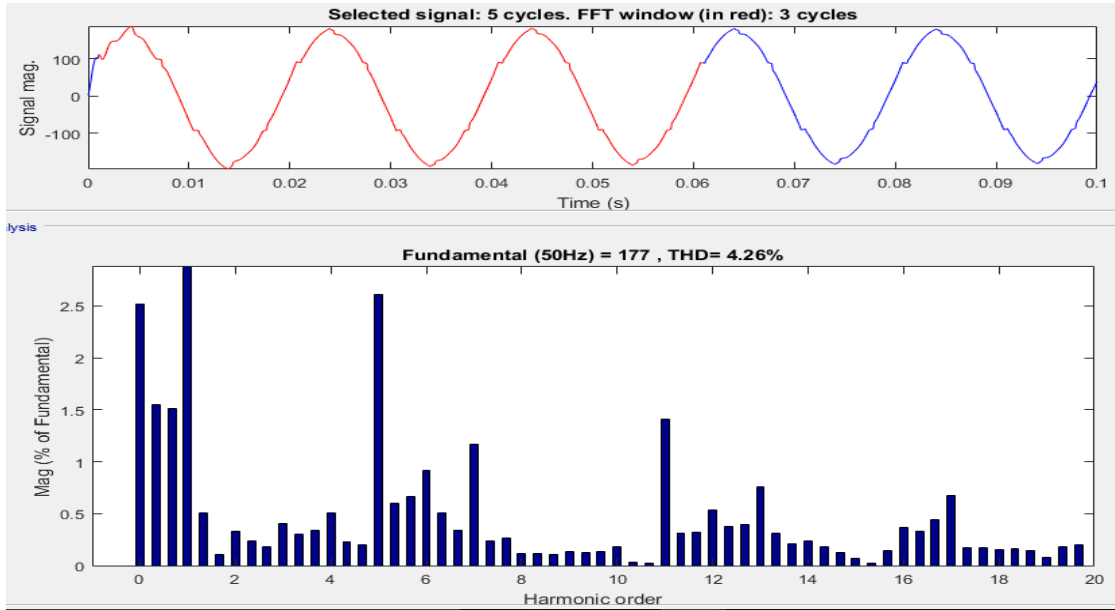 Selected signal: 5 cycles. FFT window (in red): 3 cycles
Signal mag.
100
0
-100
0 0.01 0.02 0.03 0.04 0.05 0.06 0.07 0.08 0.09 0.1
Time (s)
lysis
Fundamental (50Hz) = 177 , THD= 4.26%
Mag (% of Fundamental)
2.5
2
1.5
1
0.5
0
0 2 4 6 8 10 12 14 16 18 20
Harmonic order